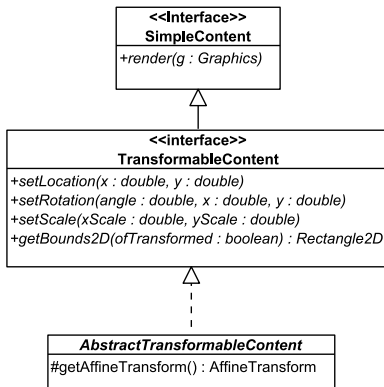 <<Interface>>
SimpleContent
+render(g : Graphics)
<<interface>>
TransformableContent
+setLocation(x : double, y : double)
+setRotation(angle : double, x : double, y : double)
+setScale(xScale : double, yScale : double)
+getBounds2D(ofTransformed : boolean) : Rectangle2D
AbstractTransformableContent
#getAffineTransform() : AffineTransform